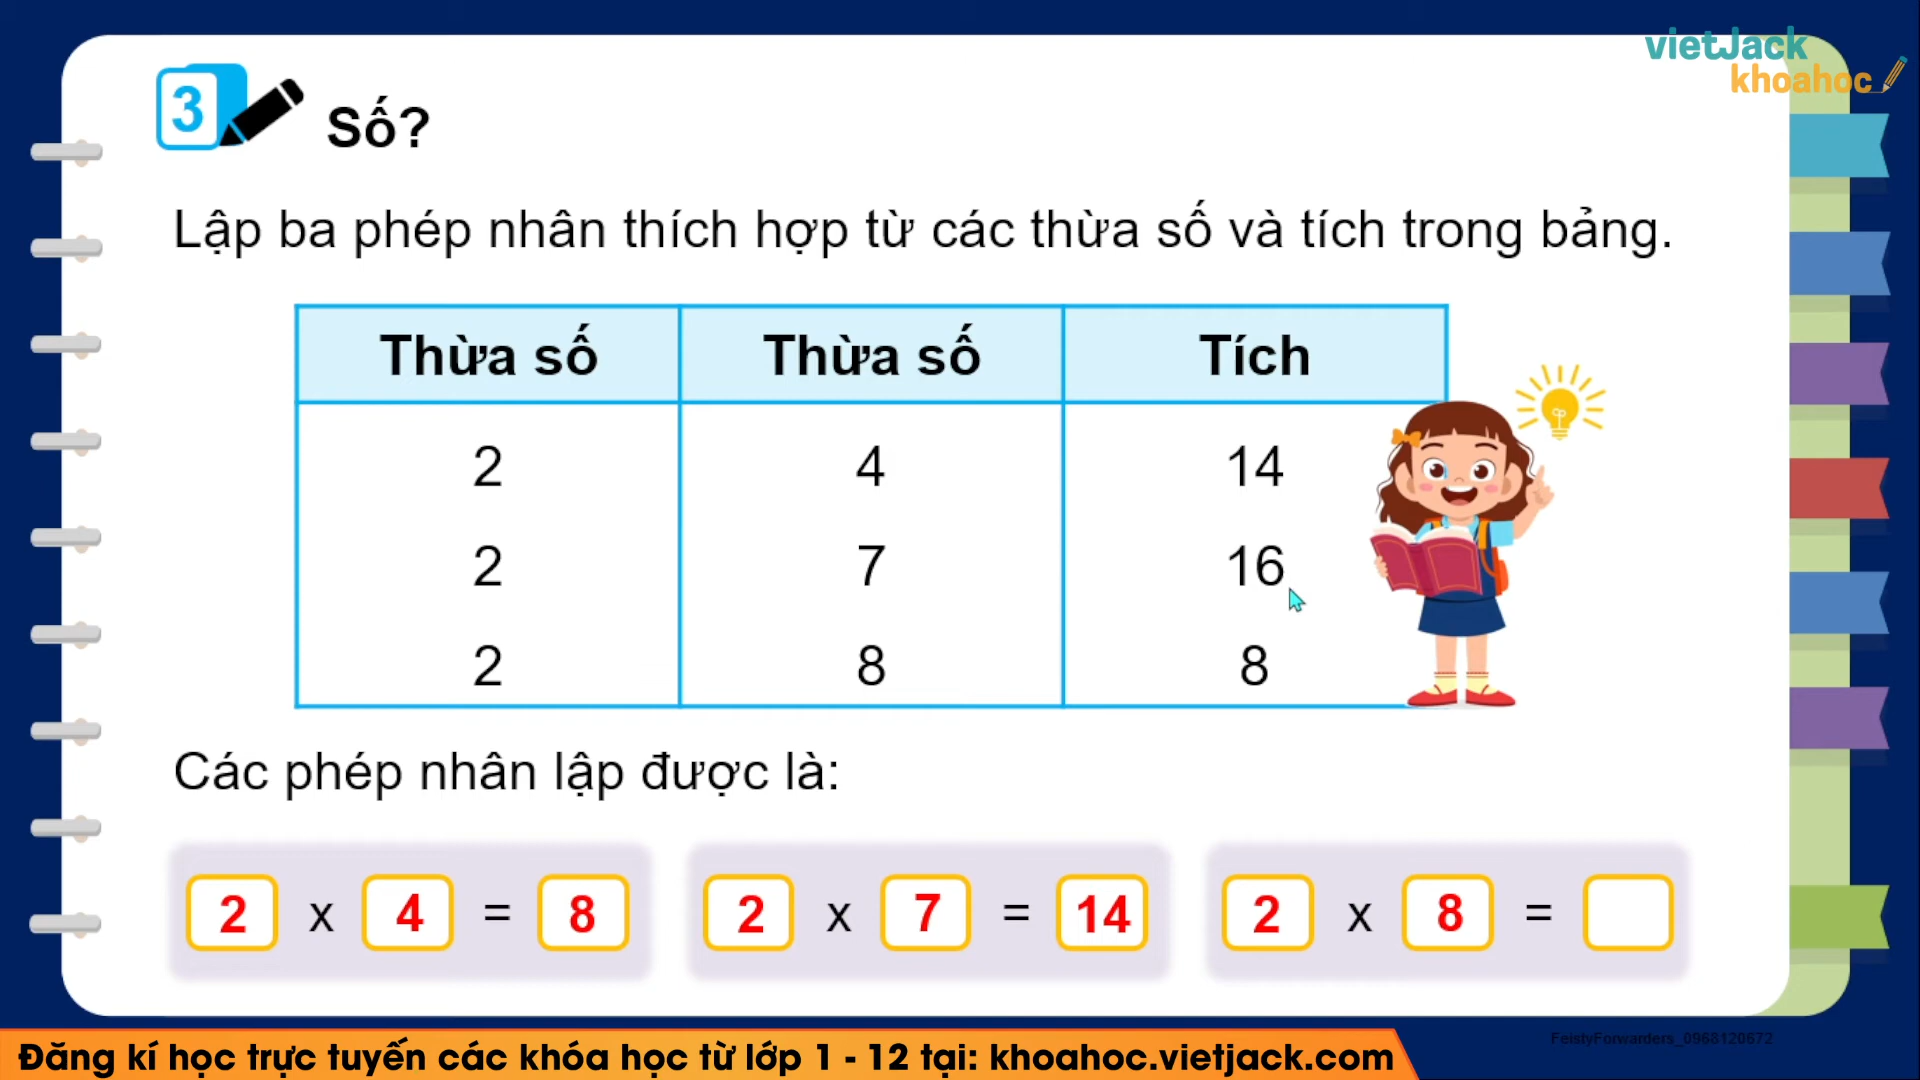 vietJack
khoahoc
3
Số?
Lập ba phép nhân thích hợp từ các thừa số và tích trong bảng.
Thừa số Thừa số Tích
2 4 14
2 7 16
2 8 8
Các phép nhân lập được là:
2 x 4 = 8 2 x 7 = 14 2 x 8 =
FeistyForwarders_0968120672
Đăng kí học trực tuyến các khóa học từ lớp 1 - 12 tại: khoahoc.vietjack.com